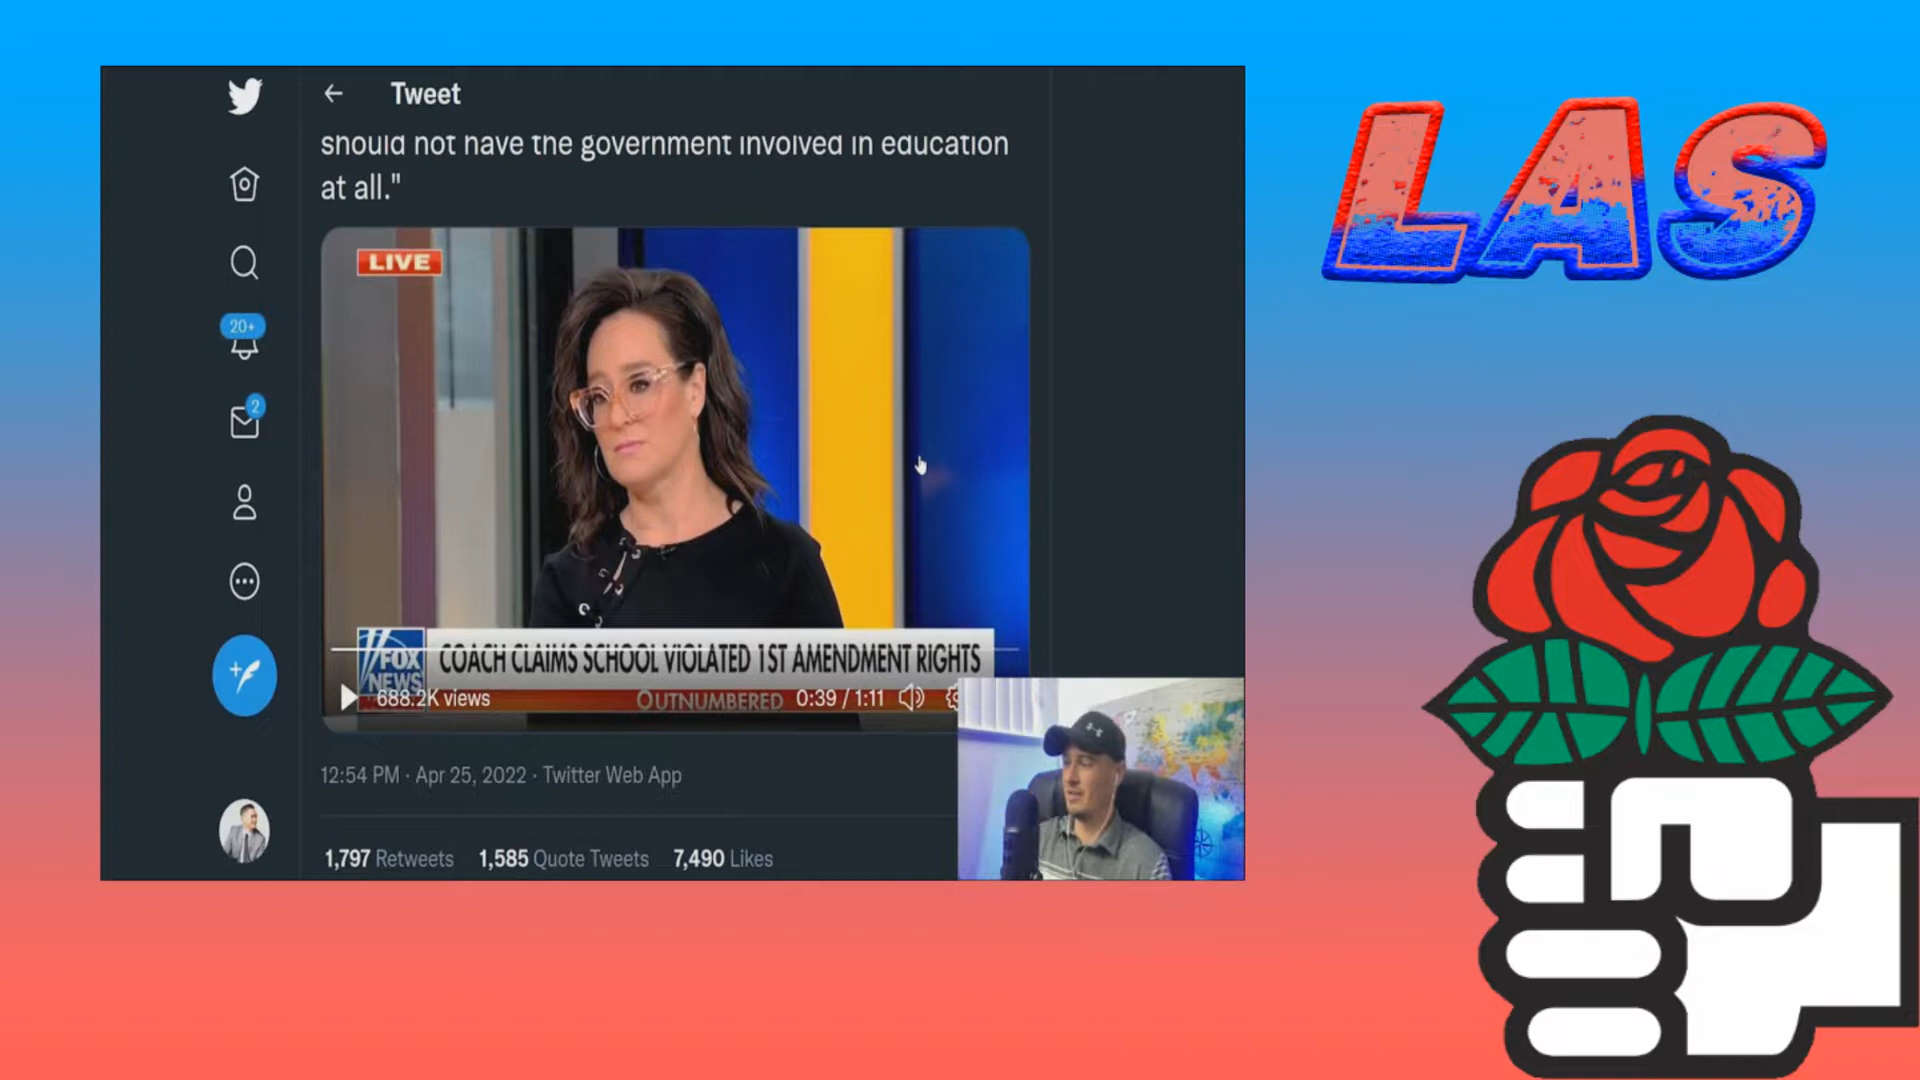 Tweet
should not have the government involved in education
at all."
LIVE
20+
2
FOX
NEWS
COACH CLAIMS SCHOOL VIOLATED 1ST AMENDMENT RIGHTS
688.2K views
OUTNUMBERED
0:39 / 1:11
12:54 PM · Apr 25, 2022 · Twitter Web App
1,797 Retweets 1,585 Quote Tweets 7,490 Likes
LAS